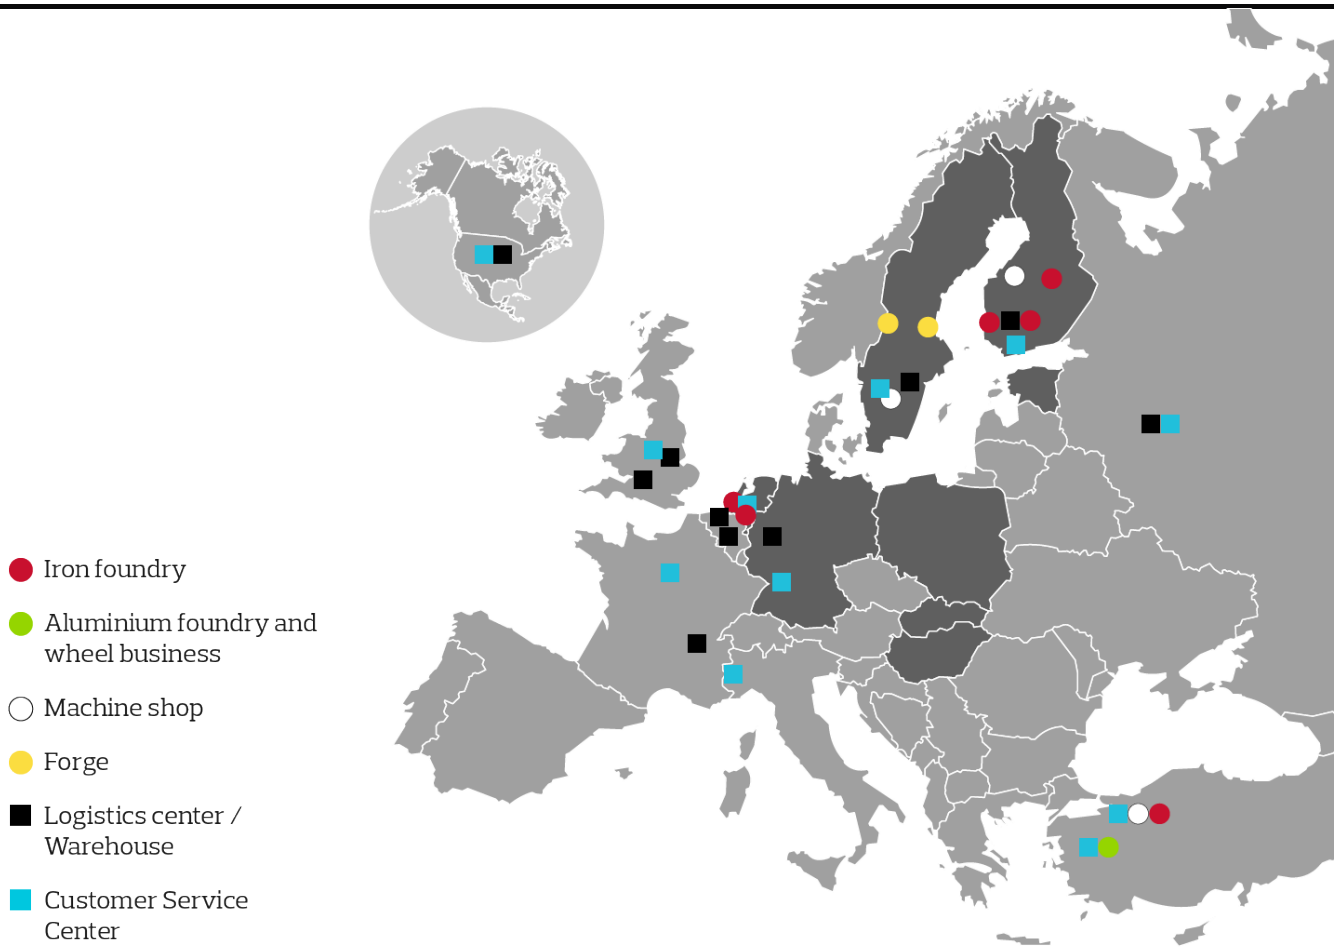 Iron foundry
Aluminium foundry and
wheel business
Machine shop
Forge
Logistics center /
Warehouse
Customer Service
Center